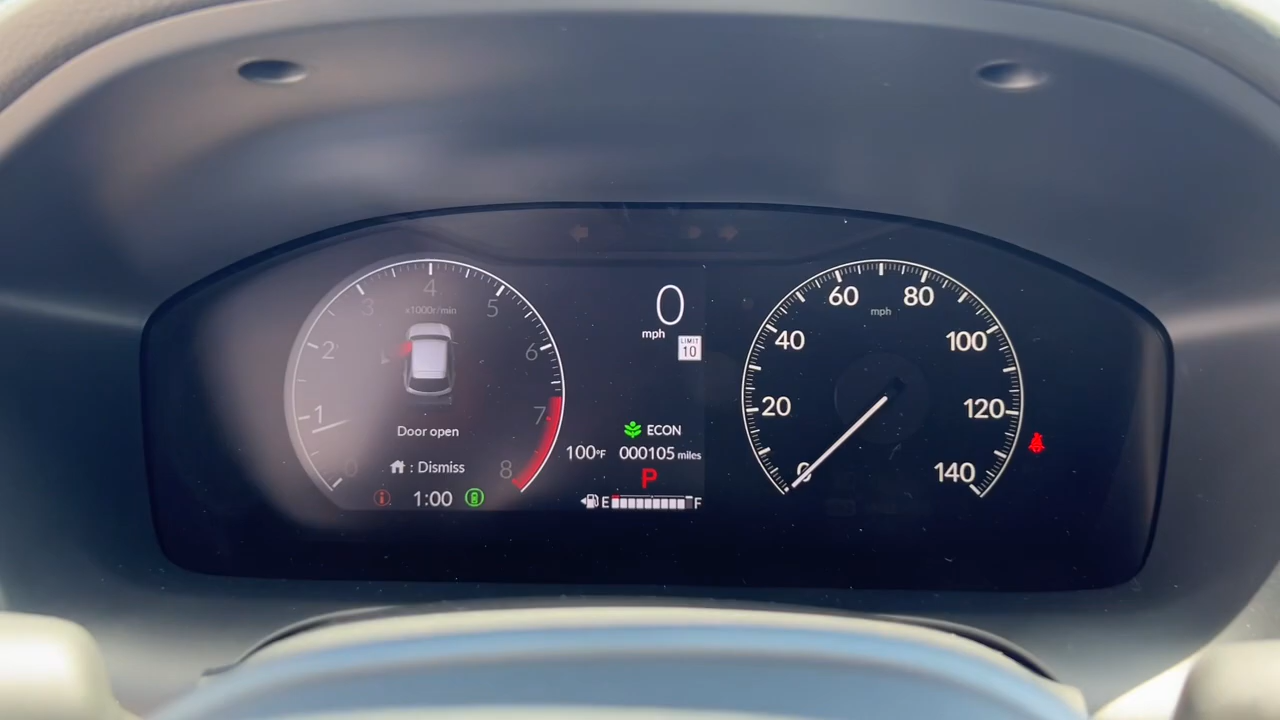 4
3
5
x1000r/min
2
6
1
7
0
8
Door open
: Dismiss
1:00
0
mph
LIMIT
10
ECON
100°F
000105 miles
P
E
F
60
80
mph
40
100
20
120
0
140